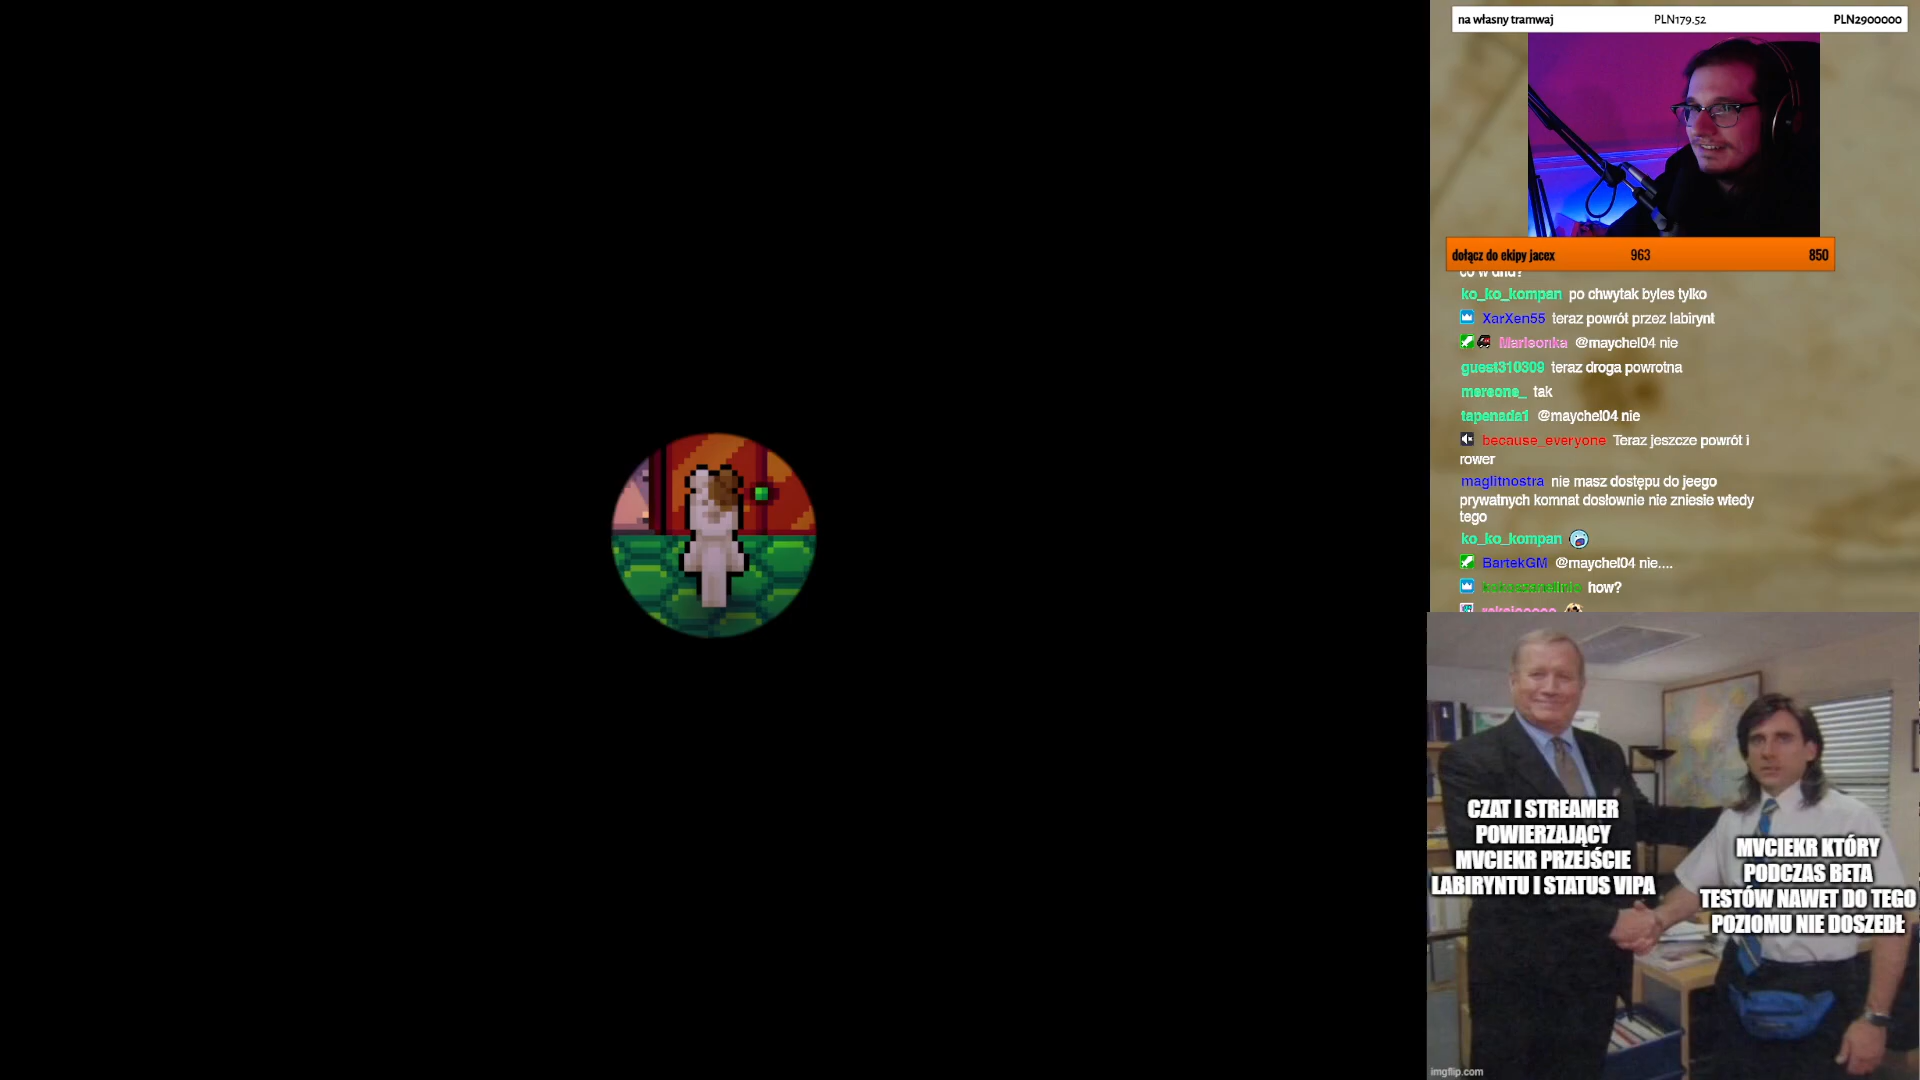 na własny tramwaj PLN179.52 PLN2900000
dołącz do ekipy jacex 963 850
co w dnd?
ko_ko_kompan po chwytak byles tylko
XarXen55 teraz powrót przez labirynt
Marleonka @maychel04 nie
guest310309 teraz droga powrotna
mereone_ tak
tapenada1 @maychel04 nie
because_everyone Teraz jeszcze powrót i
rower
maglitnostra nie masz dostępu do jeego
prywatnych komnat dosłownie nie zniesie wtedy
tego
ko_ko_kompan
BartekGM @maychel04 nie....
how?
CZAT I STREAMER
POWIERZAJĄCY
MVCIEKR PRZEJŚCIE
LABIRYNTU I STATUS VIPA
MVCIEKR KTÓRY
PODCZAS BETA
TESTÓW NAWET DO TEGO
POZIOMU NIE DOSZEDŁ
imgflip.com